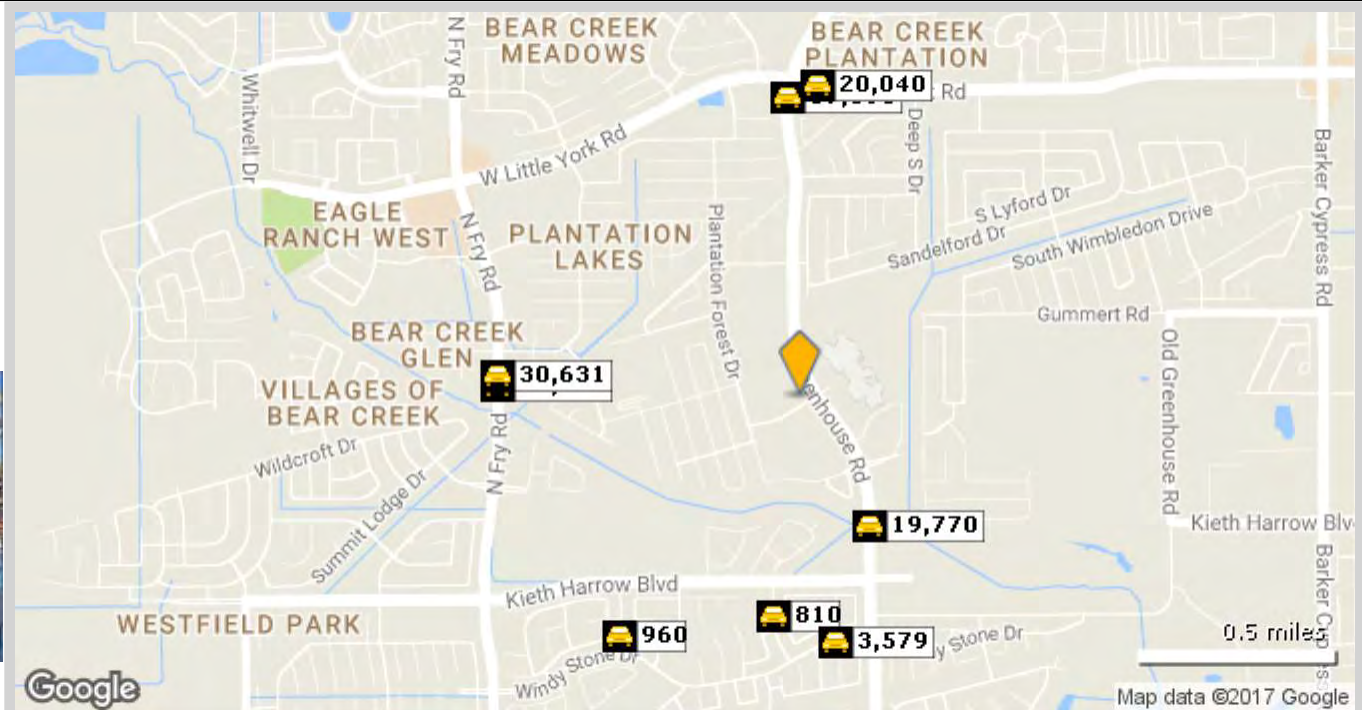 BEAR CREEK
MEADOWS
BEAR CREEK
PLANTATION
N Fry Rd
Whitwell Dr
20,040
Rd
Deep S Dr
W Little York Rd
Barker Cypress Rd
EAGLE
RANCH WEST
N Fry Rd
PLANTATION
LAKES
Plantation Forest Dr
S Lyford Dr
Sandelford Dr
South Wimbledon Drive
Gummert Rd
Old Greenhouse Rd
BEAR CREEK
GLEN
30,631
VILLAGES OF
BEAR CREEK
enhouse Rd
Wildcroft Dr
N Fry Rd
Summit Lodge Dr
19,770
Kieth Harrow Blv
Kieth Harrow Blvd
Barker Cypress
WESTFIELD PARK
960
810
3,579
y Stone Dr
Windy Stone Dr
0.5 miles
Google
Map data ©2017 Google